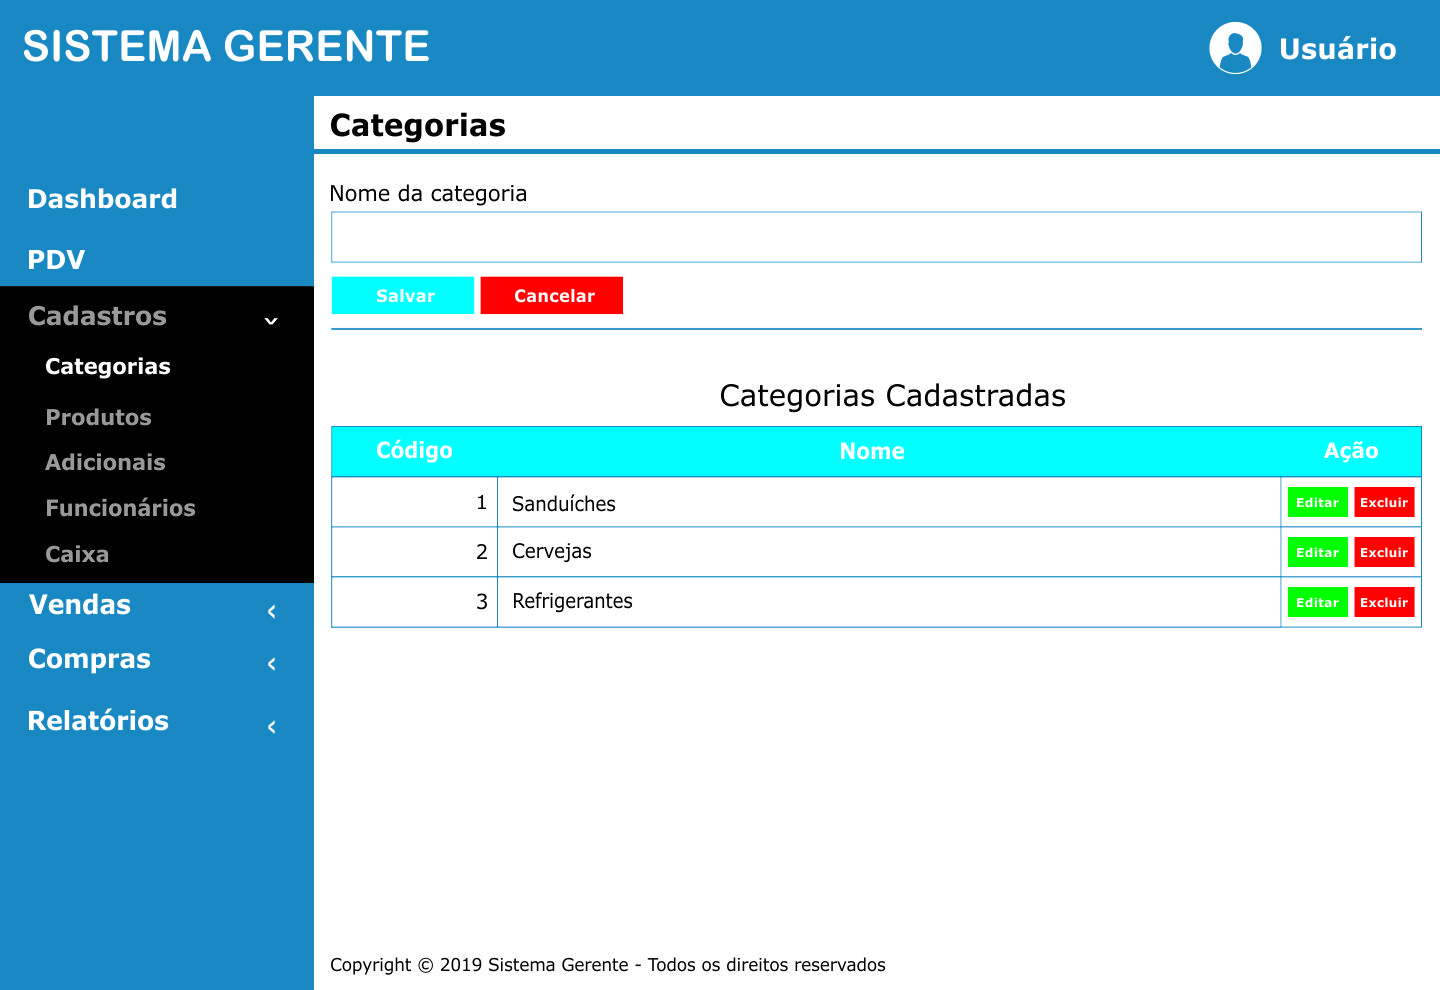 SISTEMA GERENTE
Usuário
Categorias
Dashboard
PDV
Cadastros
Categorias
Produtos
Adicionais
Funcionários
Caixa
Vendas
Compras
Relatórios
Nome da categoria
Salvar Cancelar
Categorias Cadastradas
Código Nome Ação
1 Sanduíches Editar Excluir
2 Cervejas Editar Excluir
3 Refrigerantes Editar Excluir
Copyright © 2019 Sistema Gerente - Todos os direitos reservados